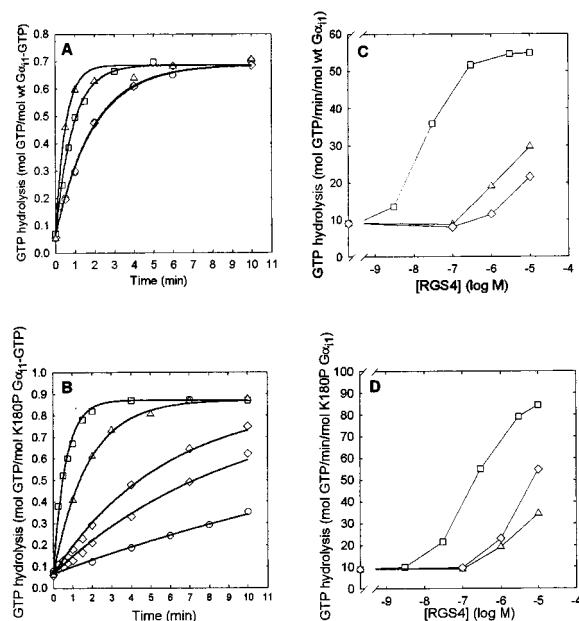 A
GTP hydrolysis (mol GTP/mol wt Gαi1-GTP)
0.8
0.7
0.6
0.5
0.4
0.3
0.2
0.1
0.0
0 1 2 3 4 5 6 7 8 9 10 11
Time (min)
C
GTP hydrolysis (mol GTP/min/mol wt Gαi1)
60
50
40
30
20
10
0
-9 -8 -7 -6 -5 -4
[RGS4] (log M)
B
GTP hydrolysis (mol GTP/mol K180P Gαi1-GTP)
1.0
0.9
0.8
0.7
0.6
0.5
0.4
0.3
0.2
0.1
0.0
0 1 2 3 4 5 6 7 8 9 10 11
Time (min)
D
GTP hydrolysis (mol GTP/min/mol K180P Gαi1)
100
90
80
70
60
50
40
30
20
10
0
-9 -8 -7 -6 -5 -4
[RGS4] (log M)